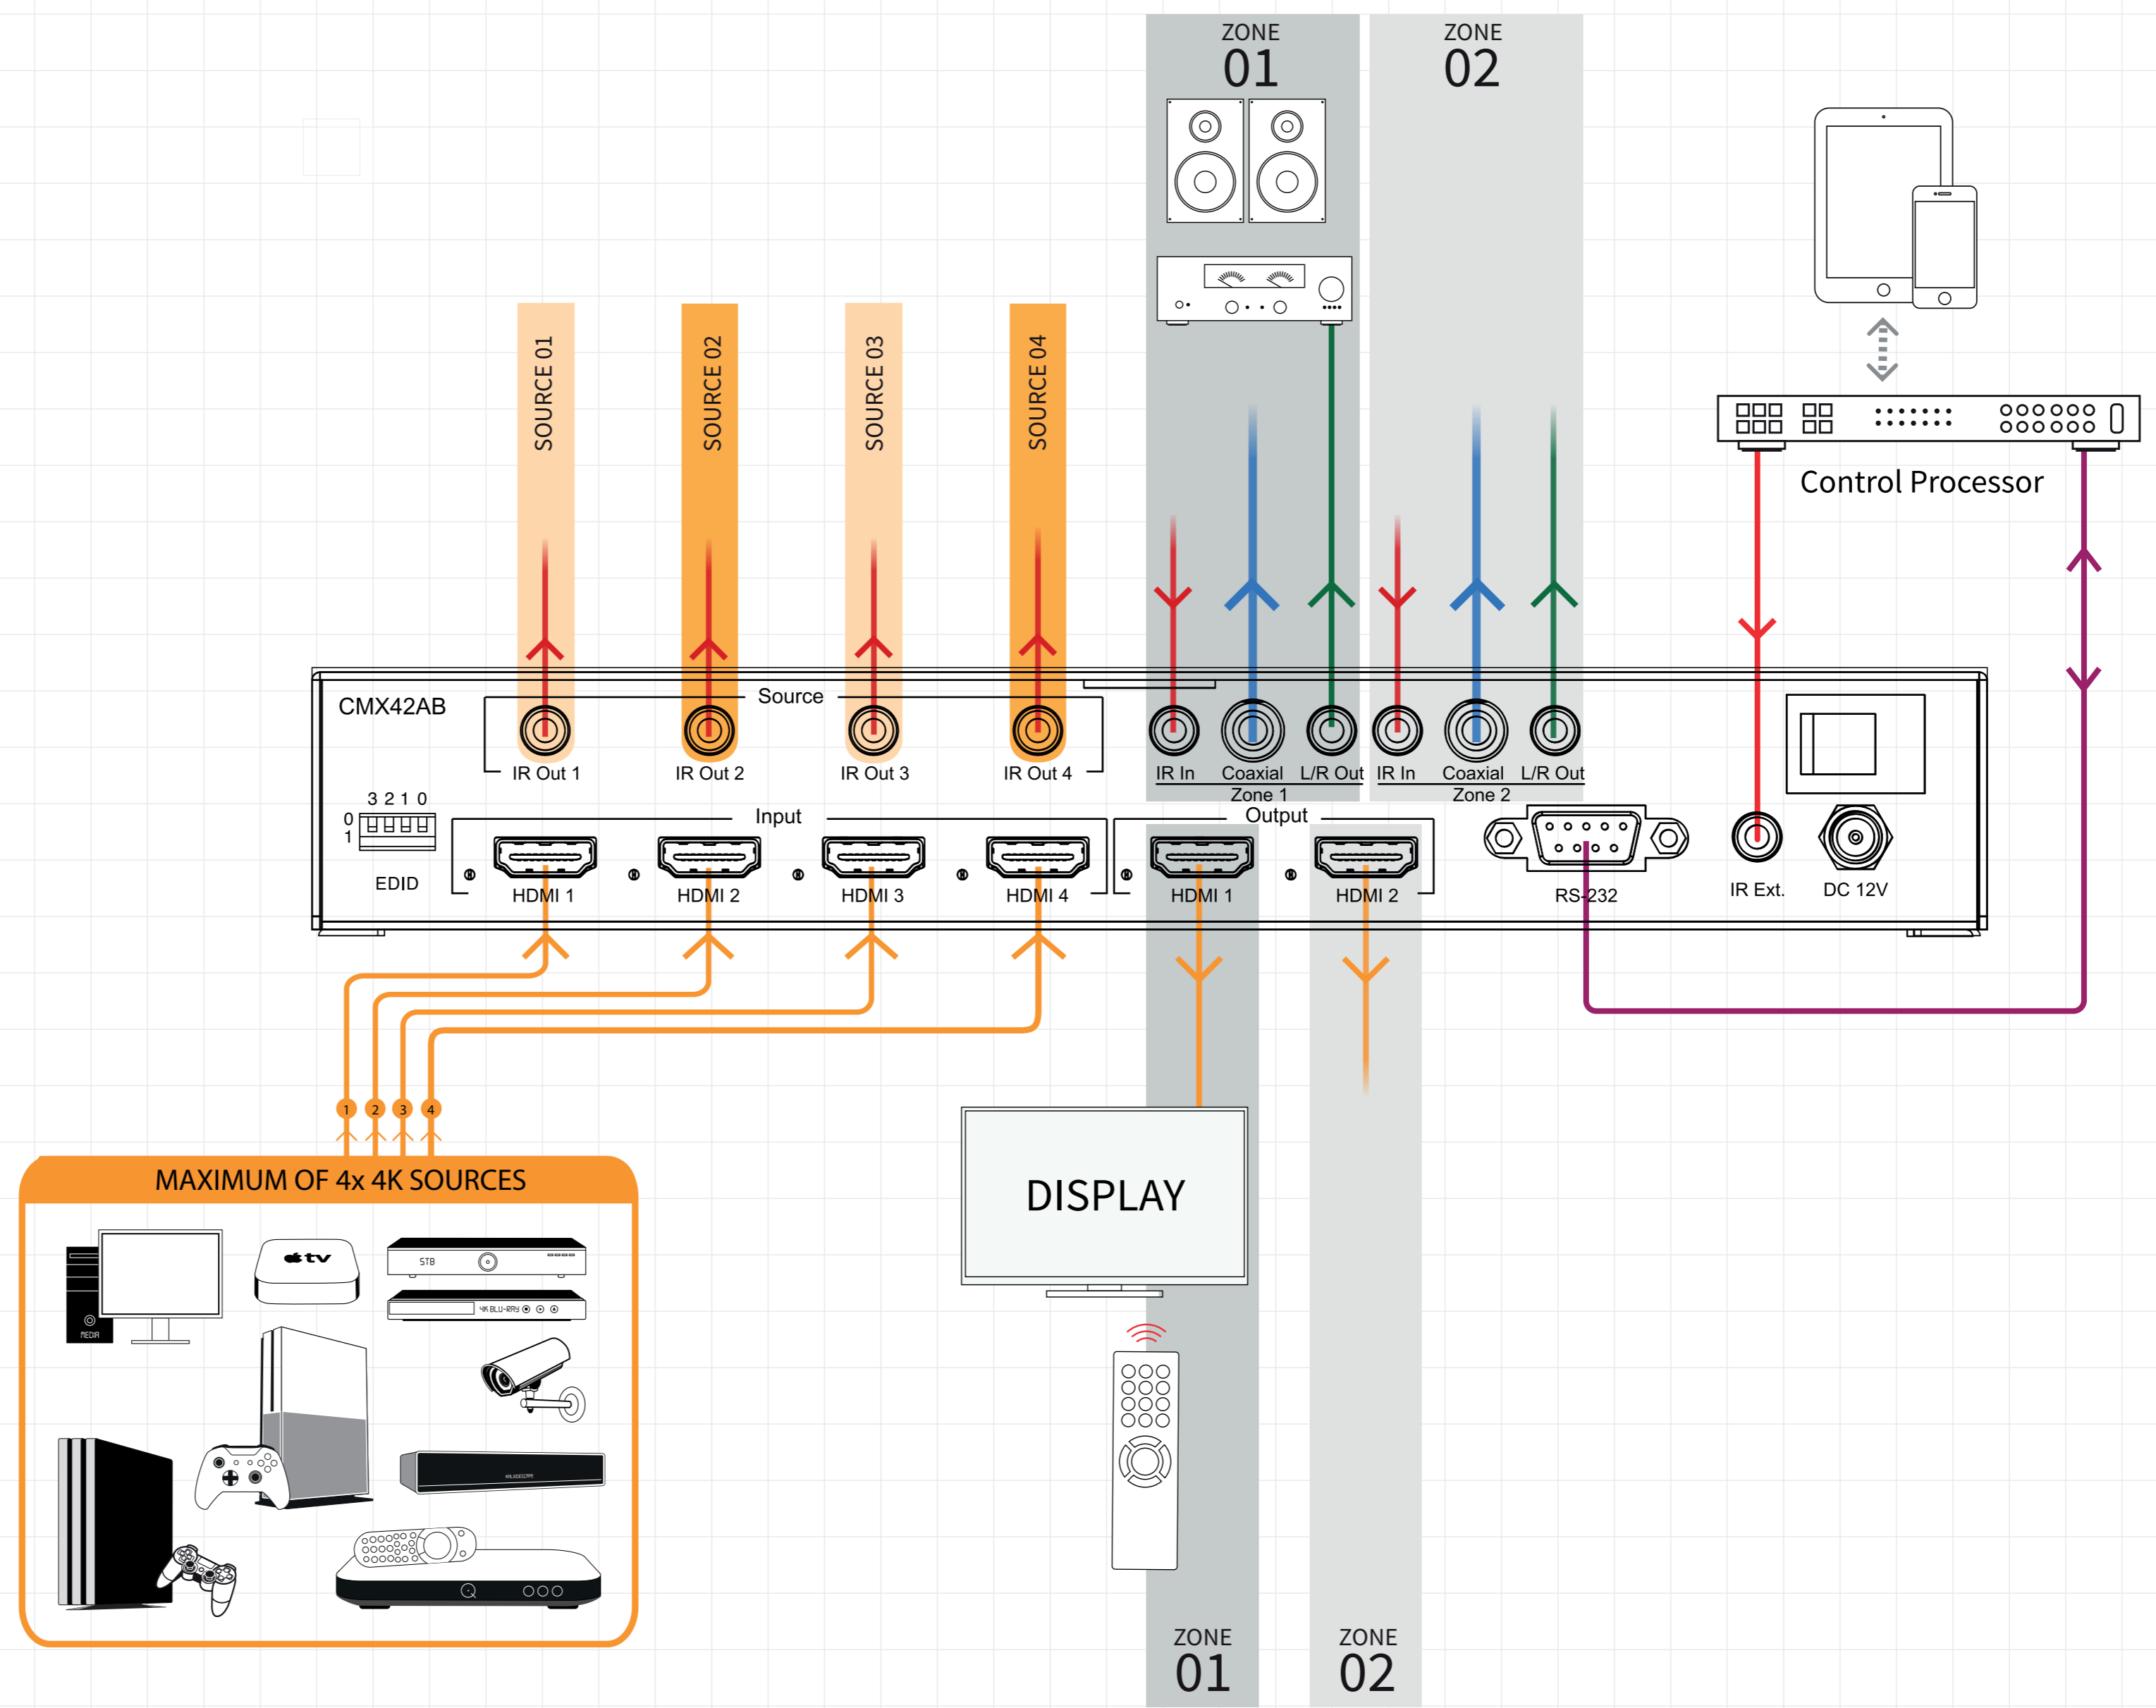 ZONE
01
ZONE
02
SOURCE 01
SOURCE 02
SOURCE 03
SOURCE 04
Control Processor
CMX42AB
Source
IR Out 1
IR Out 2
IR Out 3
IR Out 4
IR In
Coaxial
L/R Out
Zone 1
IR In
Coaxial
L/R Out
Zone 2
3 2 1 0
0
1
EDID
Input
HDMI 1
HDMI 2
HDMI 3
HDMI 4
Output
HDMI 1
HDMI 2
RS-232
IR Ext.
DC 12V
1
2
3
4
MAXIMUM OF 4x 4K SOURCES
MEDIA
tv
STB
4K BLU-RAY
KALEIDESCAPE
Q
DISPLAY
ZONE
01
ZONE
02